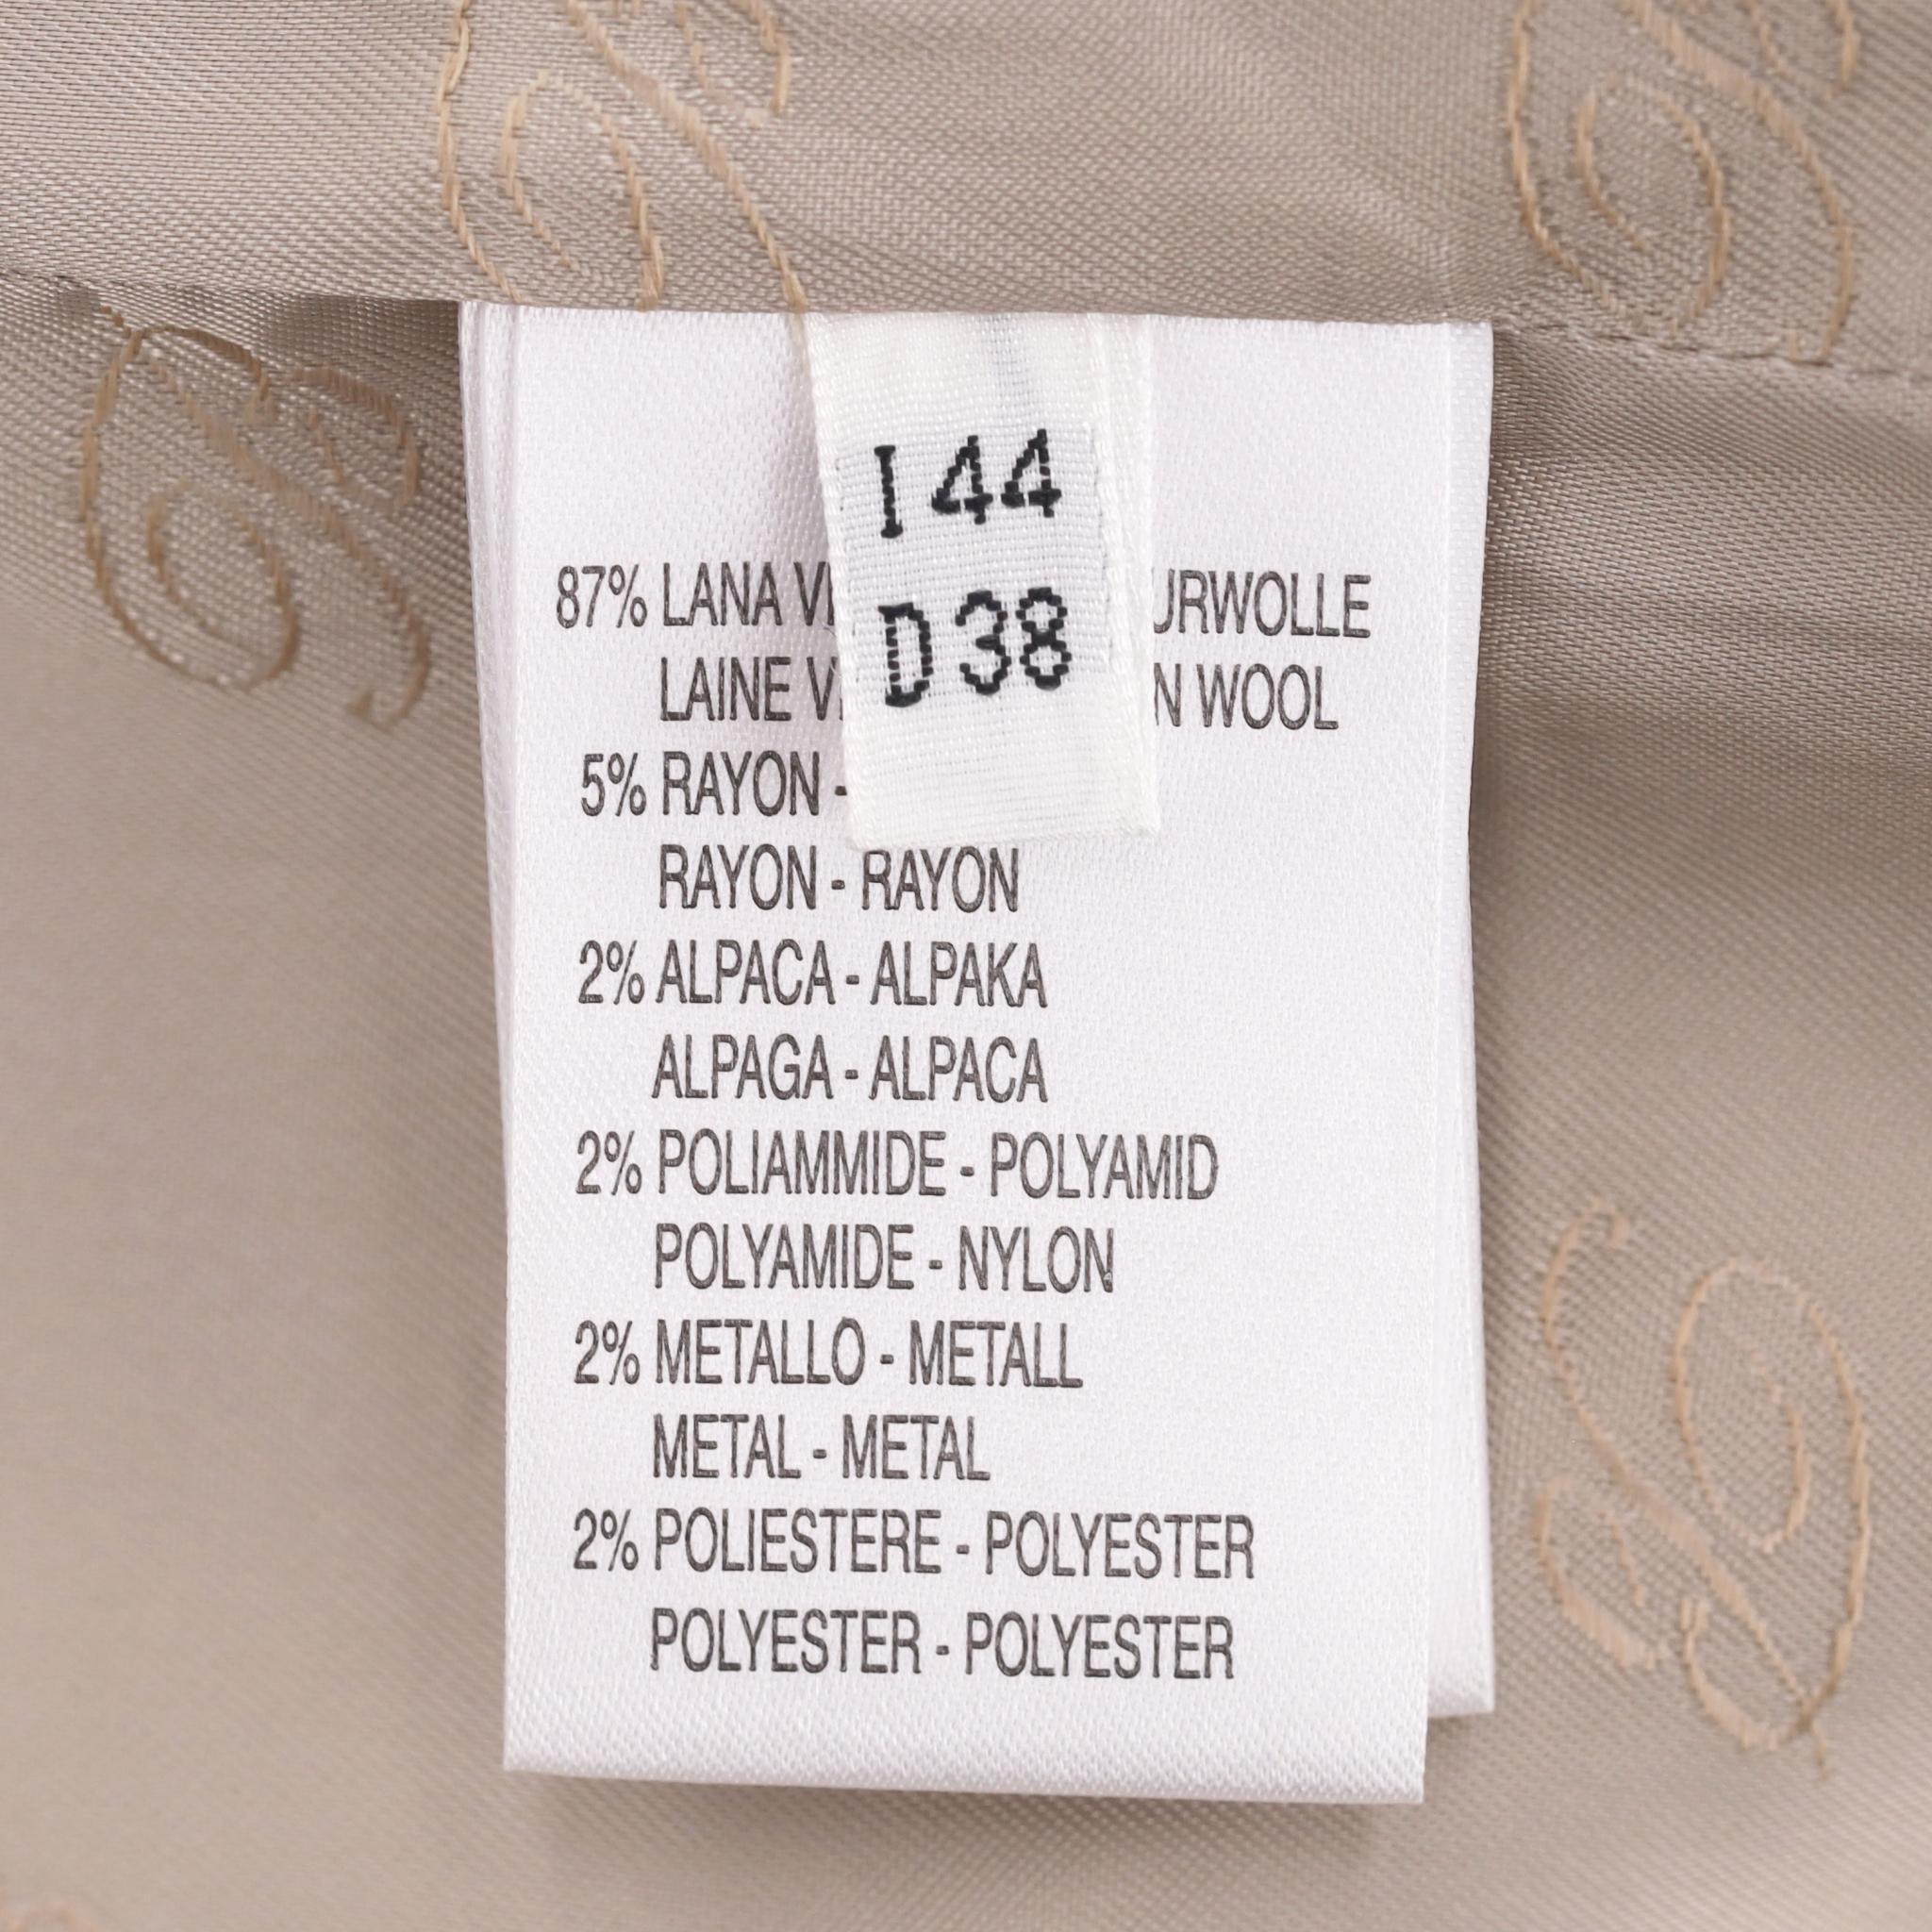 I 44
D 38
87% LANA
LAINE WOOL
5% RAYON -
RAYON - RAYON
2% ALPACA - ALPAKA
ALPAGA - ALPACA
2% POLIAMMIDE - POLYAMID
POLYAMIDE - NYLON
2% METALLO - METALL
METAL - METAL
2% POLIESTERE - POLYESTER
POLYESTER - POLYESTER